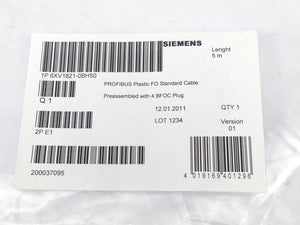 SIEMENS
Lenght
5 m
1P 6XV1821-0BH50
PROFIBUS Plastic FO Standard Cable
Preassembled with 4 BFOC Plug
Q 1
12.01.2011
QTY 1
LOT 1234
Version
01
2P E1
200037095
4 019169 401296